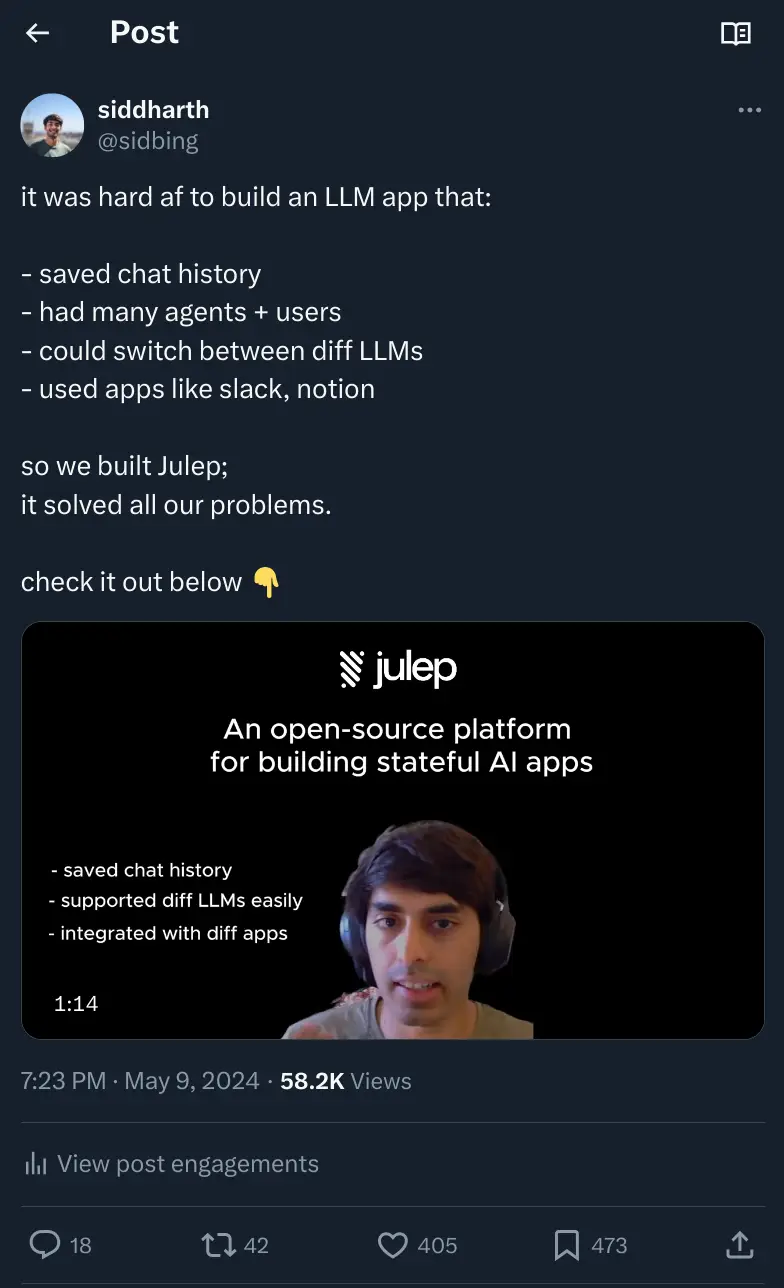 Post
siddharth
@sidbing
it was hard af to build an LLM app that:
- saved chat history
- had many agents + users
- could switch between diff LLMs
- used apps like slack, notion
so we built Julep;
it solved all our problems.
check it out below 👇
julep
An open-source platform
for building stateful AI apps
- saved chat history
- supported diff LLMs easily
- integrated with diff apps
1:14
7:23 PM · May 9, 2024 · 58.2K Views
View post engagements
18 42 405 473